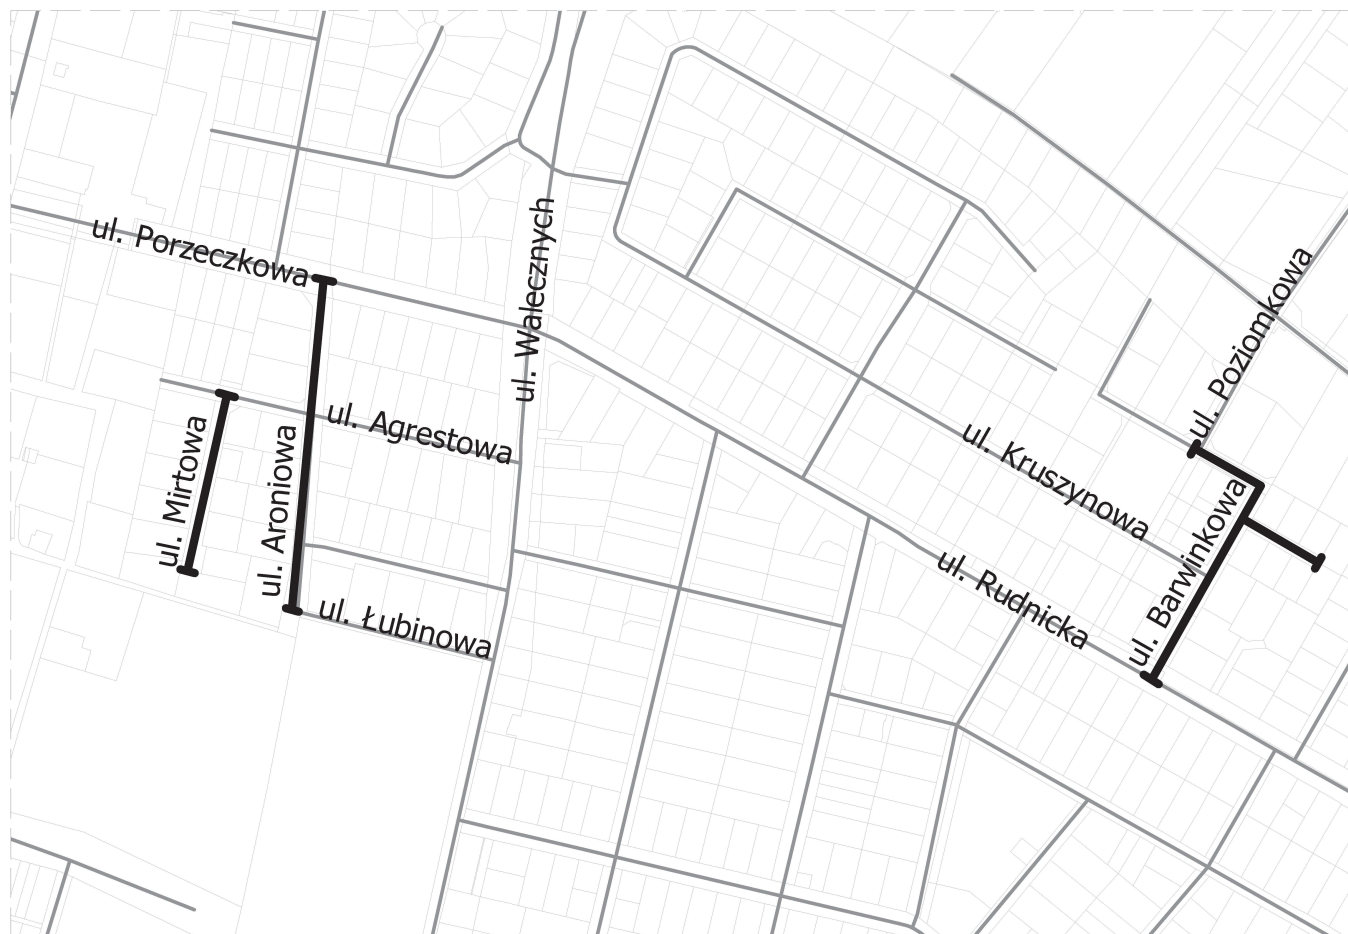 ul. Porzeczkowa
ul. Walecznych
ul. Poziomkowa
ul. Agrestowa
ul. Mirtowa
ul. Aroniowa
ul. Kruszynowa
ul. Barwinkowa
ul. Rudnicka
ul. Łubinowa